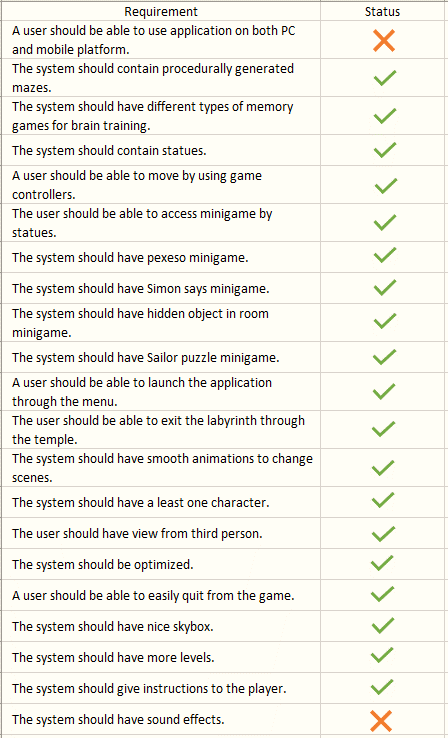 Requirement Status
A user should be able to use application on both PC
and mobile platform.
The system should contain procedurally generated
mazes.
The system should have different types of memory
games for brain training.
The system should contain statues.
A user should be able to move by using game
controllers.
The user should be able to access minigame by
statues.
The system should have pexeso minigame.
The system should have Simon says minigame.
The system should have hidden object in room
minigame.
The system should have Sailor puzzle minigame.
A user should be able to launch the application
through the menu.
The user should be able to exit the labyrinth through
the temple.
The system should have smooth animations to change
scenes.
The system should have a least one character.
The user should have view from third person.
The system should be optimized.
A user should be able to easily quit from the game.
The system should have nice skybox.
The system should have more levels.
The system should give instructions to the player.
The system should have sound effects.